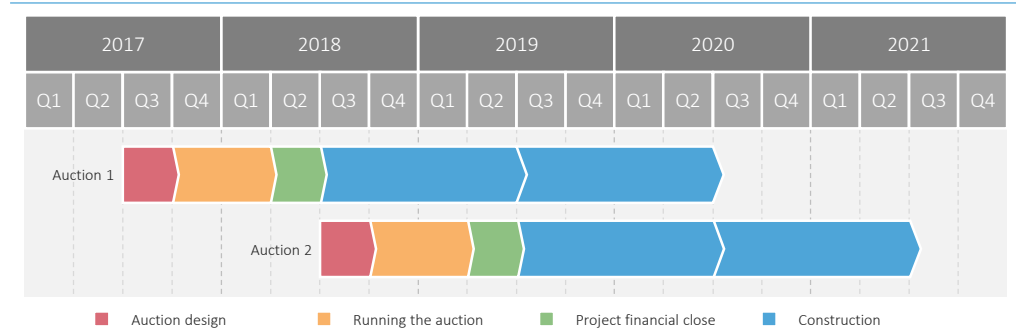 2017 2018 2019 2020 2021
Q1 Q2 Q3 Q4 Q1 Q2 Q3 Q4 Q1 Q2 Q3 Q4 Q1 Q2 Q3 Q4 Q1 Q2 Q3 Q4
Auction 1
Auction 2
Auction design Running the auction Project financial close Construction